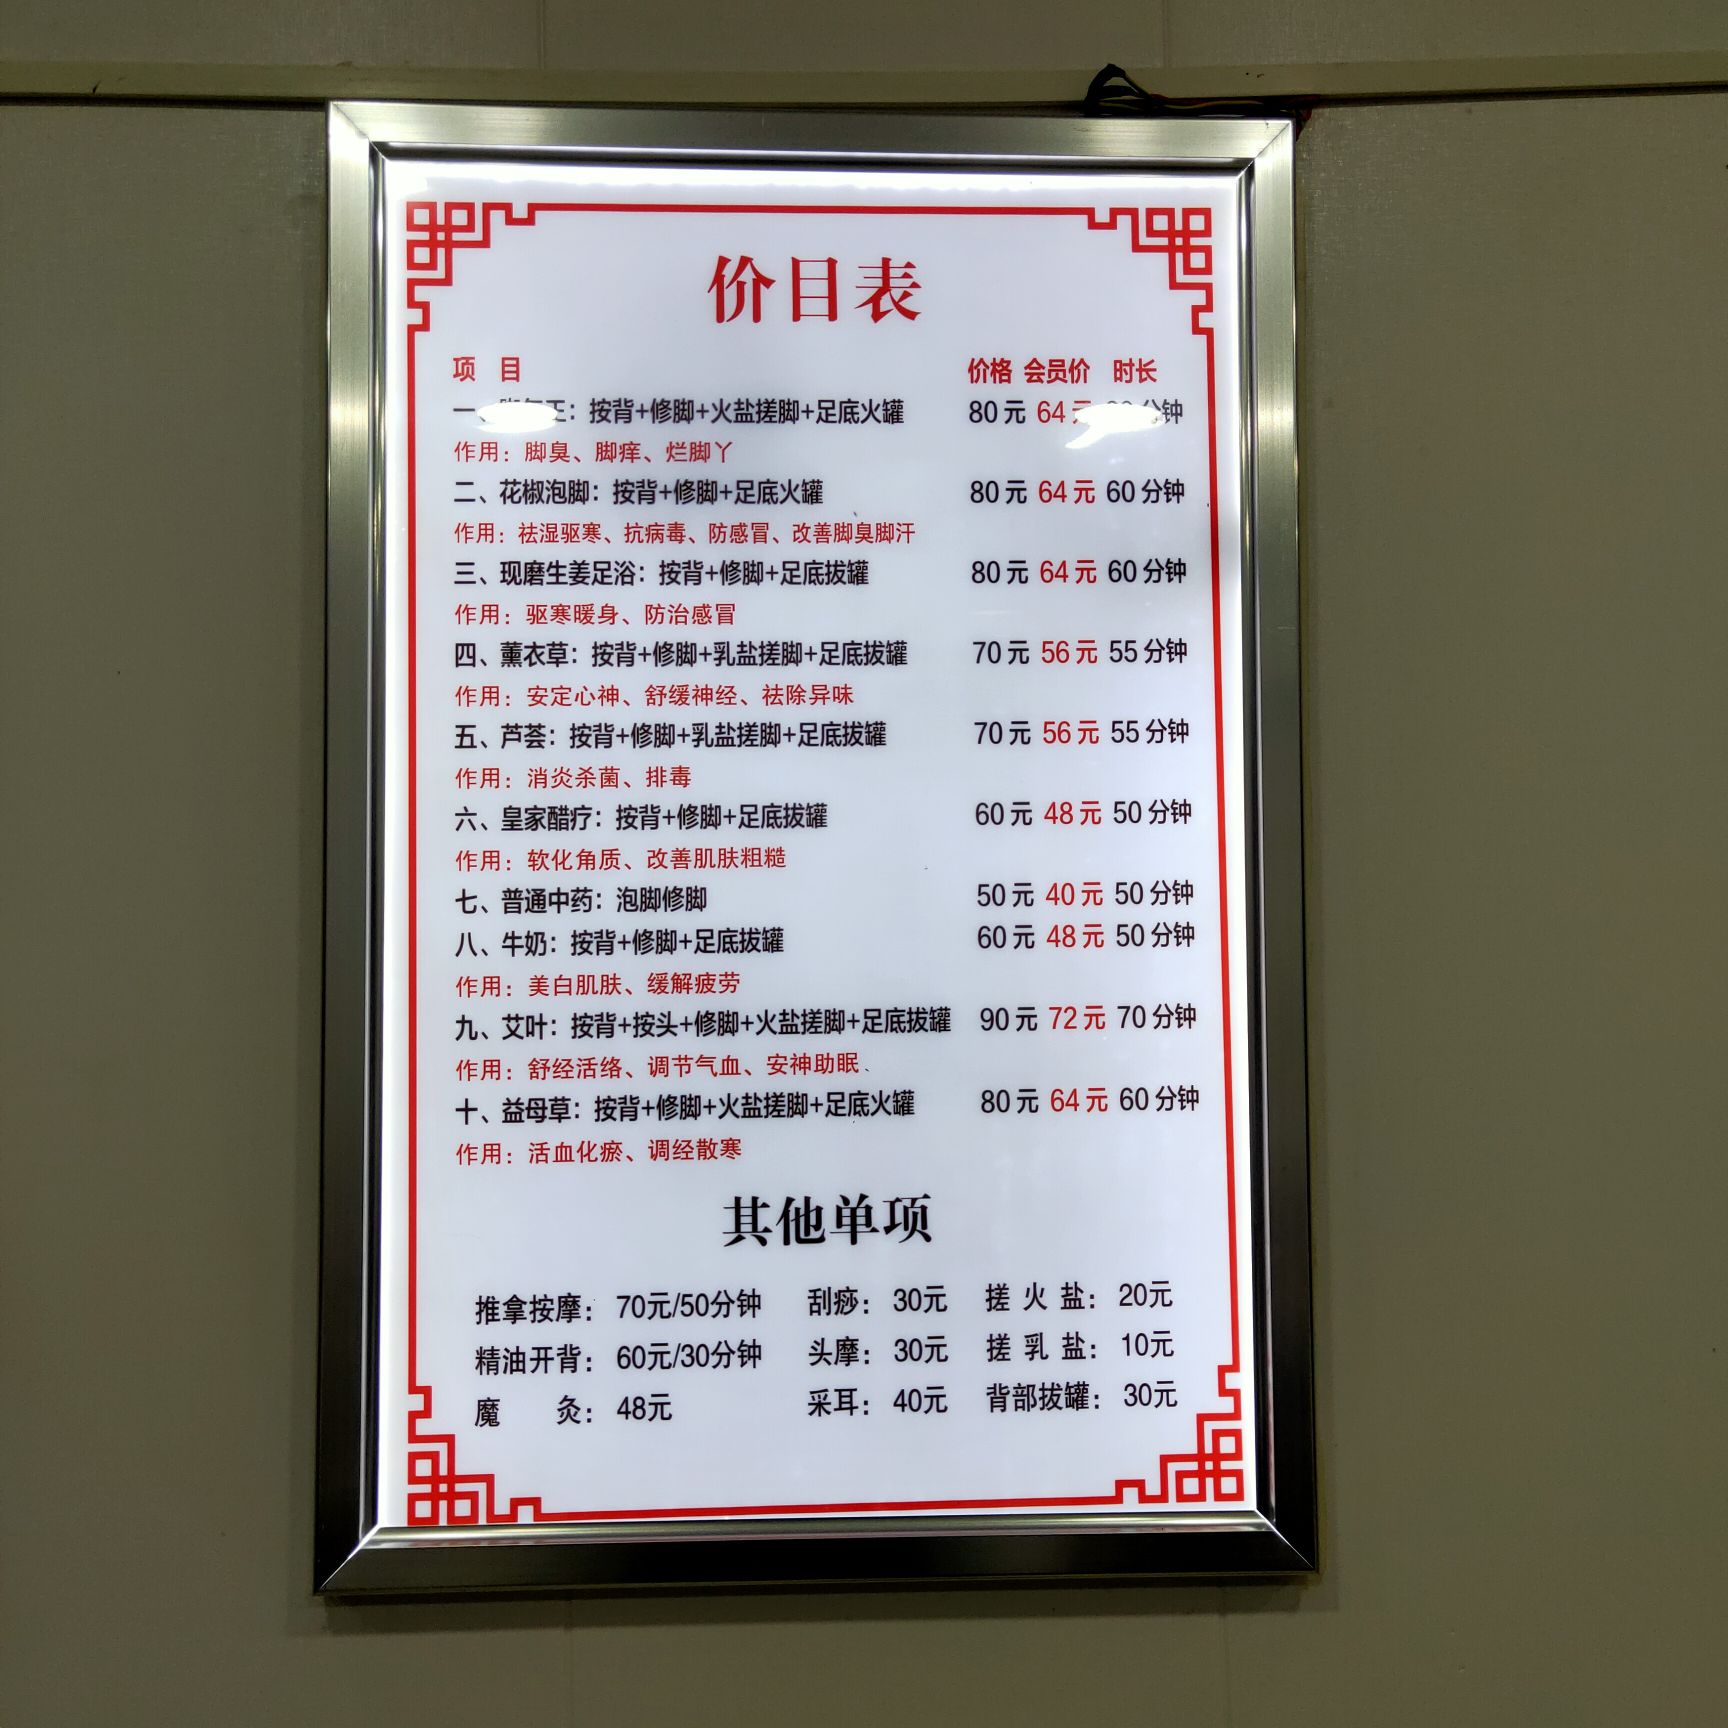 价目表
项 目 价格 会员价 时长
一、王：按背+修脚+火盐搓脚+足底火罐 80元 64元 分钟
作用：脚臭、脚痒、烂脚丫
二、花椒泡脚：按背+修脚+足底火罐 80元 64元 60分钟
作用：祛湿驱寒、抗病毒、防感冒、改善脚臭脚汗
三、现磨生姜足浴：按背+修脚+足底拔罐 80元 64元 60分钟
作用：驱寒暖身、防治感冒
四、薰衣草：按背+修脚+乳盐搓脚+足底拔罐 70元 56元 55分钟
作用：安定心神、舒缓神经、祛除异味
五、芦荟：按背+修脚+乳盐搓脚+足底拔罐 70元 56元 55分钟
作用：消炎杀菌、排毒
六、皇家醋疗：按背+修脚+足底拔罐 60元 48元 50分钟
作用：软化角质、改善肌肤粗糙
七、普通中药：泡脚修脚 50元 40元 50分钟
八、牛奶：按背+修脚+足底拔罐 60元 48元 50分钟
作用：美白肌肤、缓解疲劳
九、艾叶：按背+按头+修脚+火盐搓脚+足底拔罐 90元 72元 70分钟
作用：舒经活络、调节气血、安神助眠
十、益母草：按背+修脚+火盐搓脚+足底火罐 80元 64元 60分钟
作用：活血化瘀、调经散寒
其他单项
推拿按摩：70元/50分钟 刮痧：30元 搓火盐：20元
精油开背：60元/30分钟 头摩：30元 搓乳盐：10元
魔灸：48元 采耳：40元 背部拔罐：30元